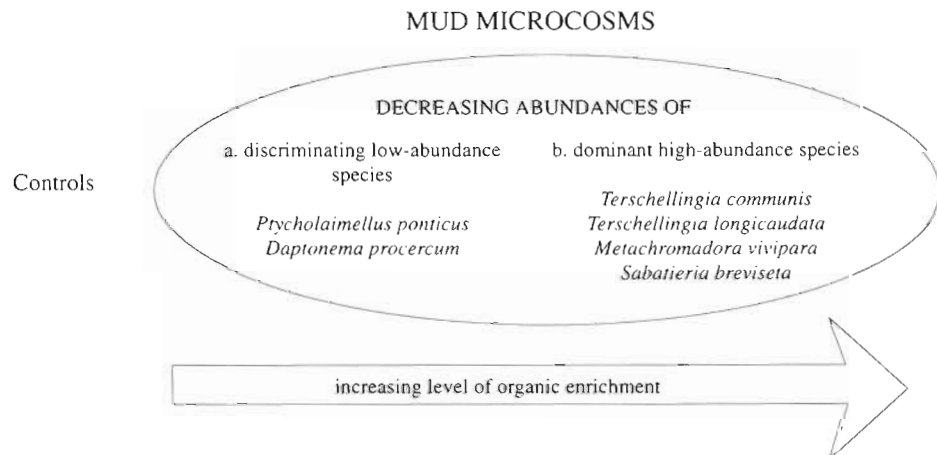 MUD MICROCOSMS
DECREASING ABUNDANCES OF
a. discriminating low-abundance
species
Ptycholaimellus ponticus
Daptonema procercum
b. dominant high-abundance species
Terschellingia communis
Terschellingia longicaudata
Metachromadora vivipara
Sabatieria breviseta
Controls
increasing level of organic enrichment